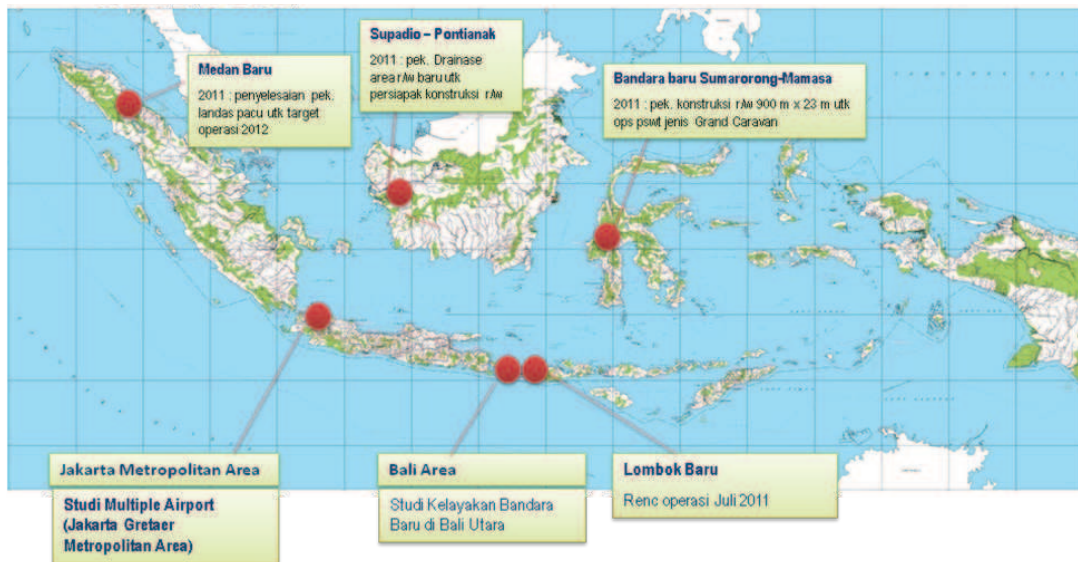 Supadio – Pontianak
2011 : pek. Drainase
area r/w baru utk
persiapak konstruksi r/w
Medan Baru
2011 : penyelesaian pek.
landas pacu utk target
operasi 2012
Bandara baru Sumarorong-Mamasa
2011 : pek. konstruksi r/w 900 m x 23 m utk
ops pswt jenis Grand Caravan
Jakarta Metropolitan Area
Studi Multiple Airport
(Jakarta Gretaer
Metropolitan Area)
Bali Area
Studi Kelayakan Bandara
Baru di Bali Utara
Lombok Baru
Renc operasi Juli 2011